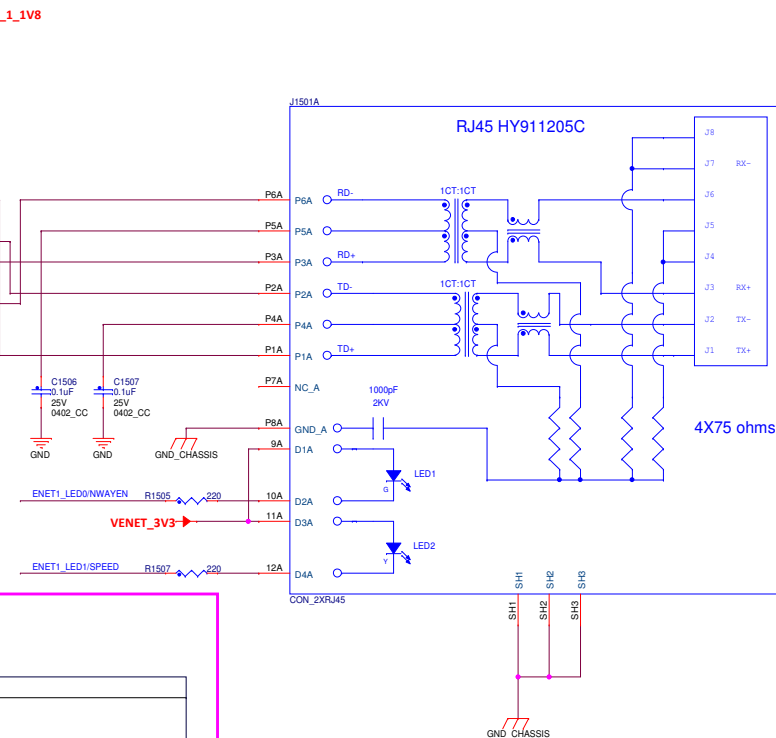 _1_1V8
J1501A
RJ45 HY911205C
J8
J7 RX-
J6
J5
J4
J3 RX+
J2 TX-
J1 TX+
1CT:1CT
1CT:1CT
P6A P6A RD-
P5A P5A
P3A P3A RD+
P2A P2A TD-
P4A P4A
P1A P1A TD+
P7A NC_A
P8A GND_A
9A D1A
10A D2A
11A D3A
12A D4A
C1506
0.1uF
25V
0402_CC
GND
C1507
0.1uF
25V
0402_CC
GND
GND_CHASSIS
1000pF
2KV
4X75 ohms
LED1
G
LED2
Y
ENET1_LED0/NWAYEN R1505 220
VENET_3V3
ENET1_LED1/SPEED R1507 220
CON_2XRJ45
SH1 SH2 SH3
SH1 SH2 SH3
GND_CHASSIS